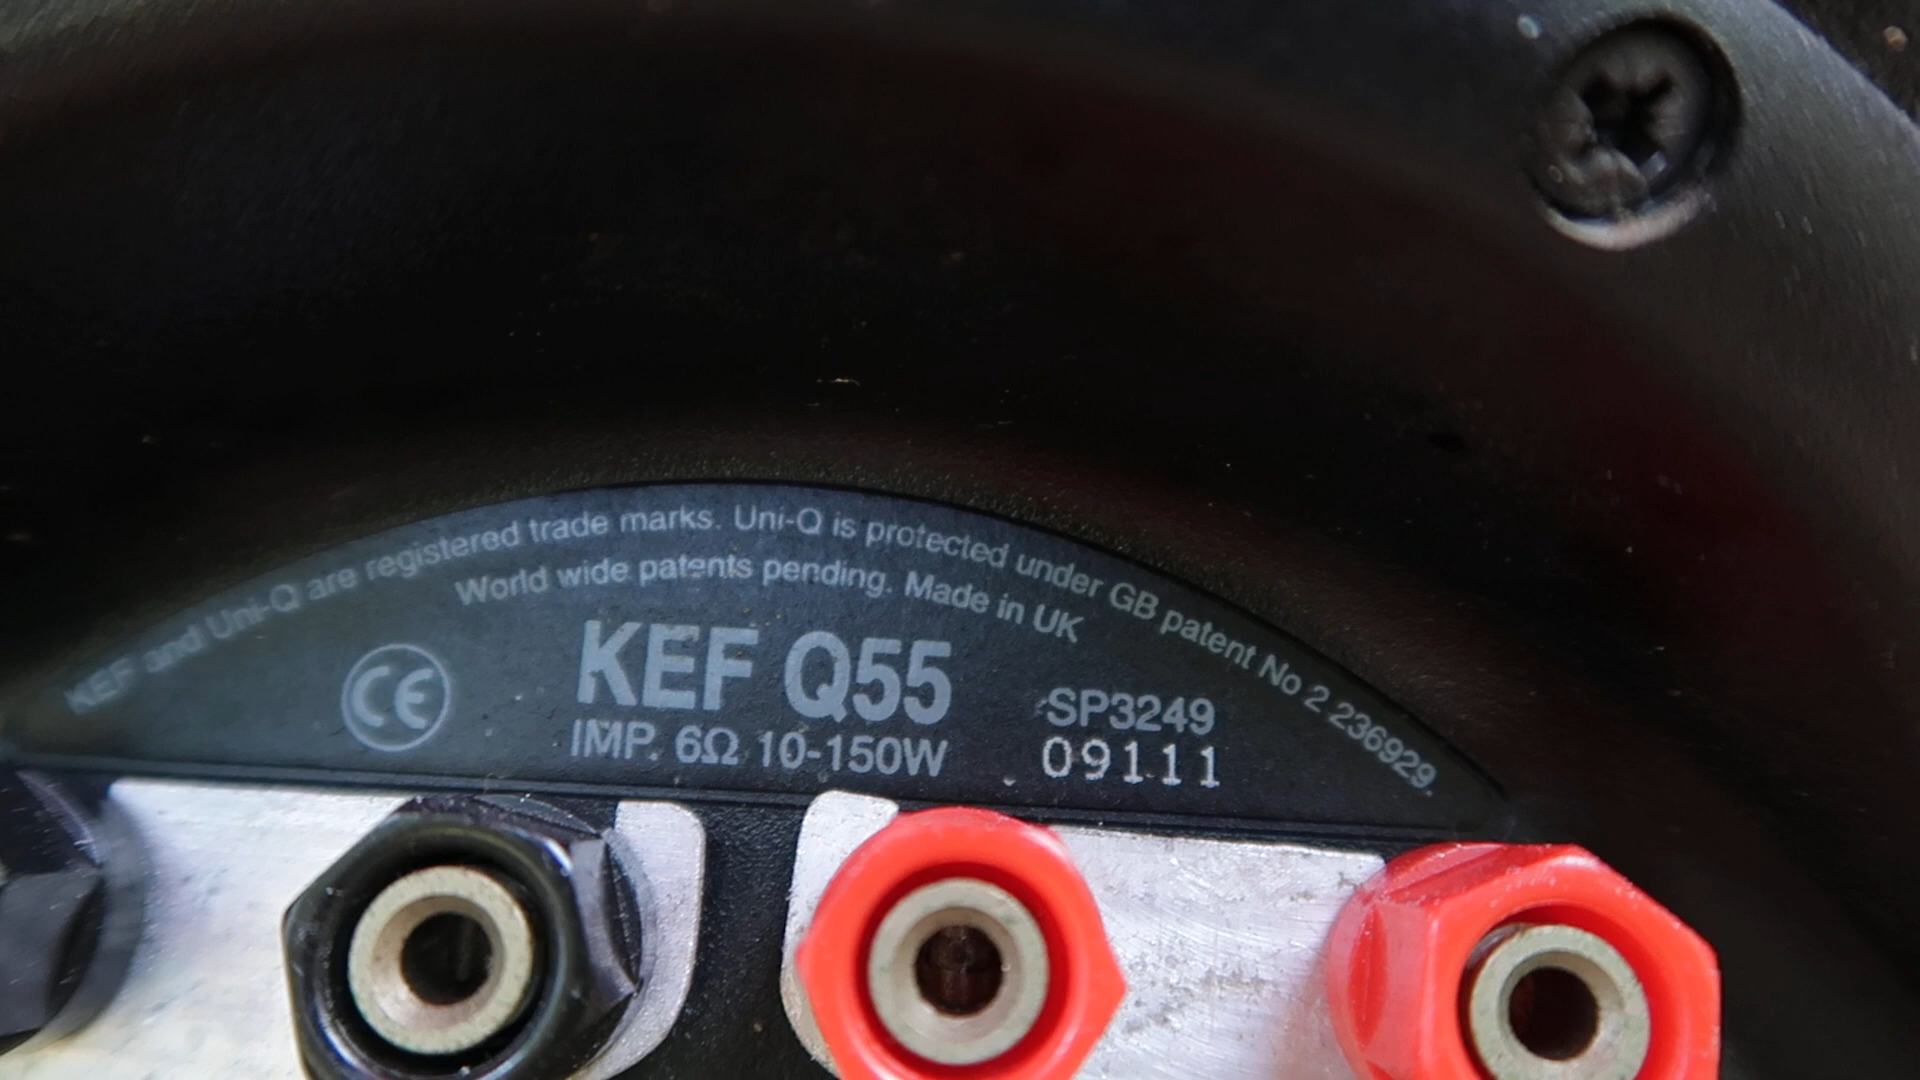 KEF and Uni-Q are registered trade marks. Uni-Q is protected under GB patent No 2 236929.
World wide patents pending. Made in UK
CE
KEF Q55
IMP. 6Ω 10-150W
SP3249
09111